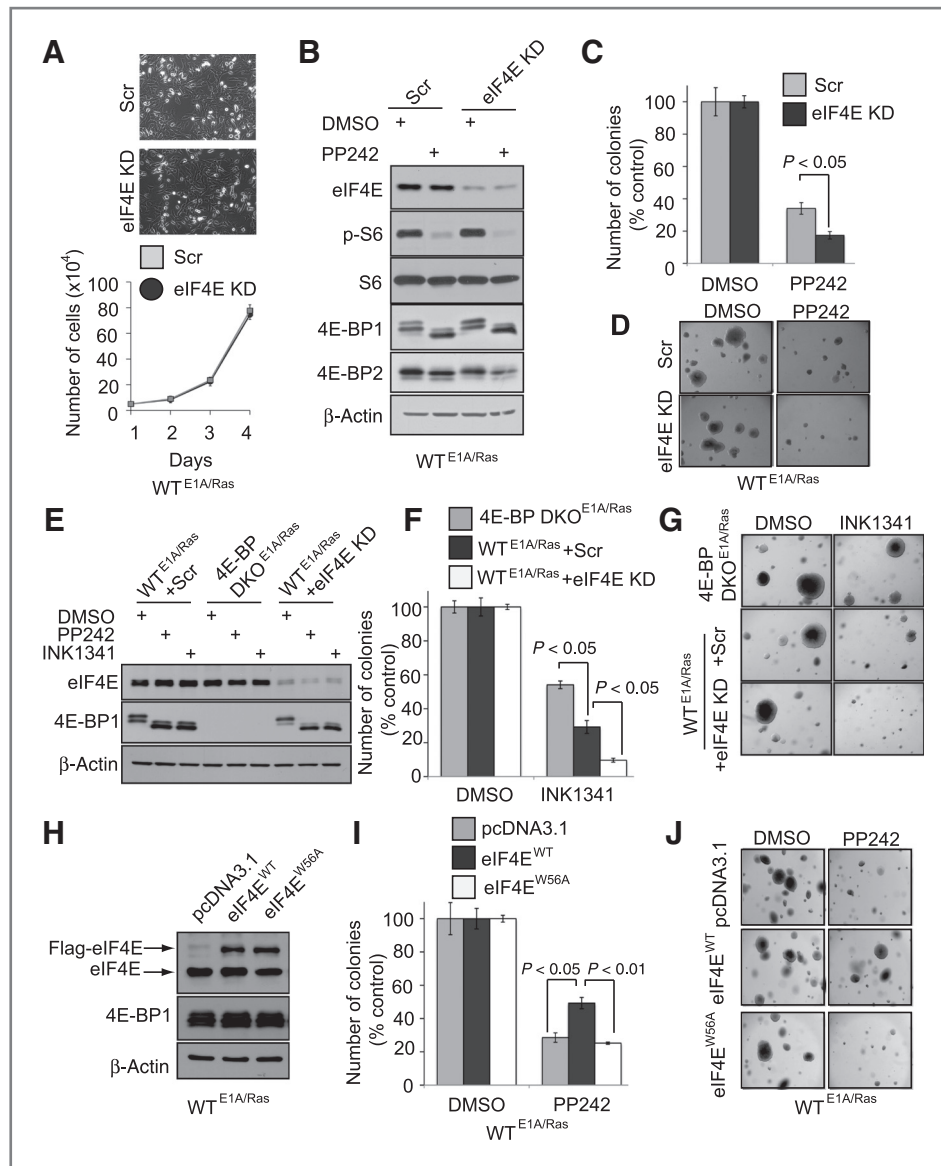 A
Scr
eIF4E KD
Scr
eIF4E KD
Number of cells (x10⁴)
100
80
60
40
20
0
1 2 3 4
Days
WT E1A/Ras
B
Scr eIF4E KD
DMSO + +
PP242 + +
eIF4E
p-S6
S6
4E-BP1
4E-BP2
β-Actin
WT E1A/Ras
C
Scr
eIF4E KD
Number of colonies
(% control)
120
100
80
60
40
20
0
P < 0.05
DMSO PP242
D
DMSO PP242
Scr
eIF4E KD
WT E1A/Ras
E
WT E1A/Ras
+Scr
4E-BP
DKO E1A/Ras
WT E1A/Ras
+eIF4E KD
DMSO + + +
PP242 + + +
INK1341 + + +
eIF4E
4E-BP1
β-Actin
F
4E-BP DKO E1A/Ras
WT E1A/Ras +Scr
WT E1A/Ras +eIF4E KD
Number of colonies
(% control)
120
100
80
60
40
20
0
P < 0.05
P < 0.05
DMSO INK1341
G
DMSO INK1341
4E-BP
DKO E1A/Ras
WT E1A/Ras
+Scr
+eIF4E KD
H
pcDNA3.1
eIF4E WT
eIF4E W56A
Flag-eIF4E
eIF4E
4E-BP1
β-Actin
WT E1A/Ras
I
pcDNA3.1
eIF4E WT
eIF4E W56A
Number of colonies
(% control)
120
100
80
60
40
20
0
P < 0.05 P < 0.01
DMSO PP242
WT E1A/Ras
J
DMSO PP242
pcDNA3.1
eIF4E WT
eIF4E W56A
WT E1A/Ras